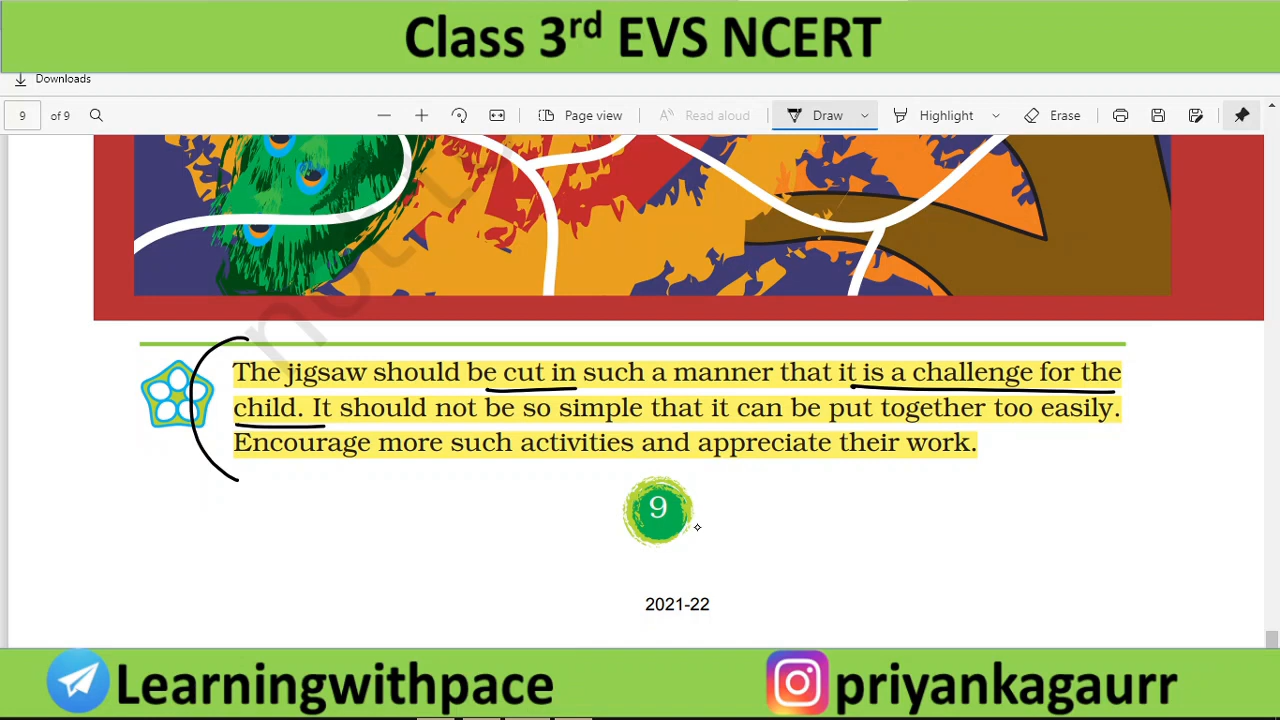 Class 3rd EVS NCERT
Downloads
9 of 9 Page view Read aloud Draw Highlight Erase
not
The jigsaw should be cut in such a manner that it is a challenge for the
child. It should not be so simple that it can be put together too easily.
Encourage more such activities and appreciate their work.
9
2021-22
Learningwithpace priyankagaurr